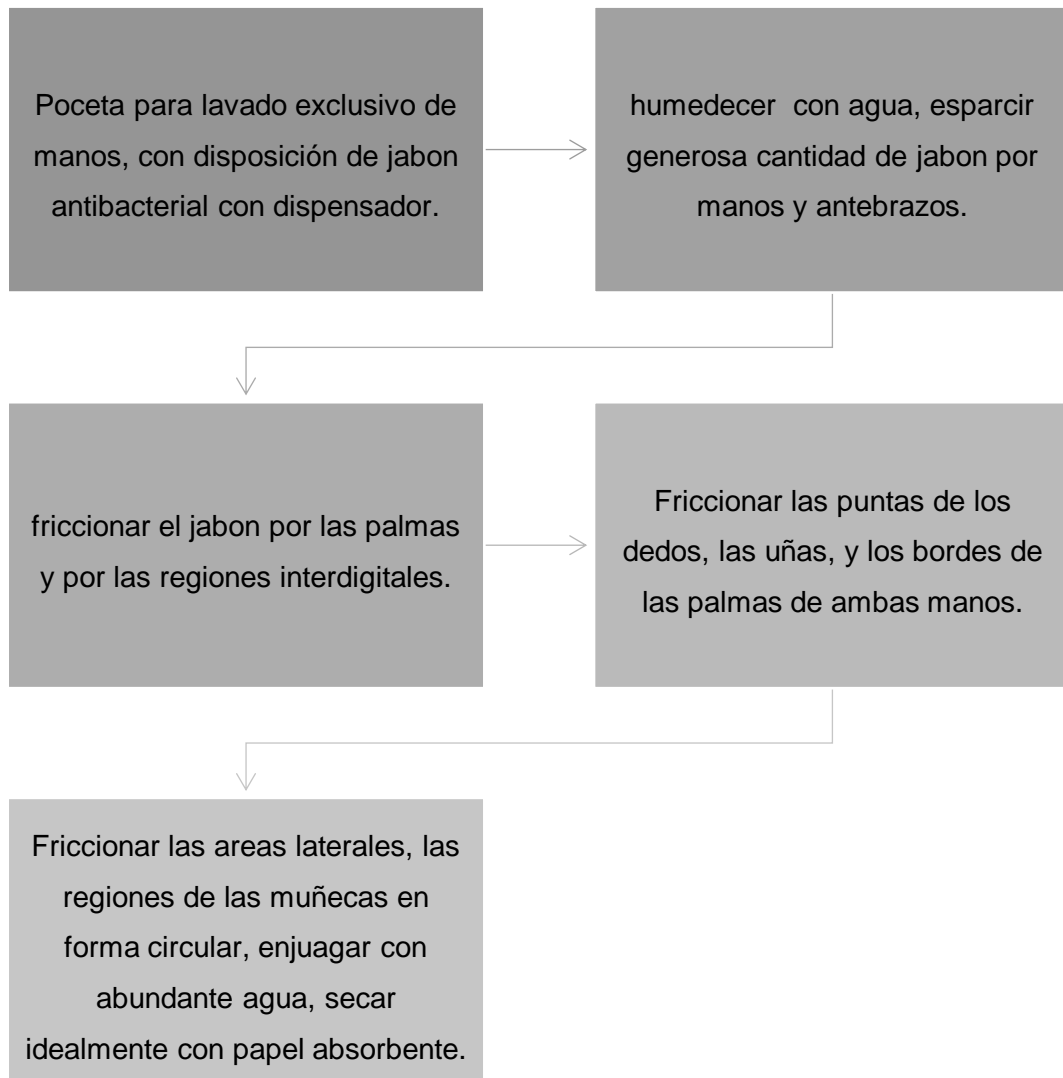 Poceta para lavado exclusivo de
manos, con disposición de jabon
antibacterial con dispensador.
humedecer con agua, esparcir
generosa cantidad de jabon por
manos y antebrazos.
friccionar el jabon por las palmas
y por las regiones interdigitales.
Friccionar las puntas de los
dedos, las uñas, y los bordes de
las palmas de ambas manos.
Friccionar las areas laterales, las
regiones de las muñecas en
forma circular, enjuagar con
abundante agua, secar
idealmente con papel absorbente.